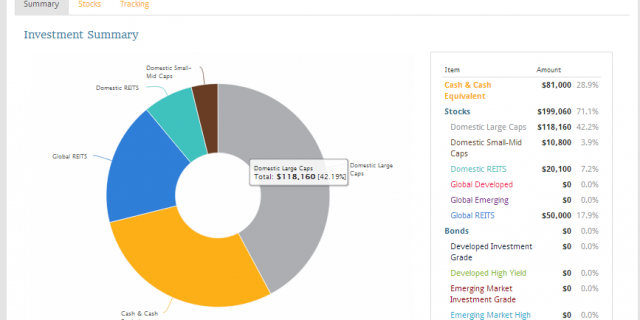 Summary Stocks Tracking
Investment Summary
Domestic Small-
Mid Caps
Domestic REITS
Global REITS
Domestic Large Caps
Total: $118,160 [42.19%]
Domestic Large
Caps
Cash & Cash
Item Amount
Cash & Cash $81,000 28.9%
Equivalent
Stocks $199,060 71.1%
Domestic Large Caps $118,160 42.2%
Domestic Small-Mid $10,800 3.9%
Caps
Domestic REITS $20,100 7.2%
Global Developed $0 0.0%
Global Emerging $0 0.0%
Global REITS $50,000 17.9%
Bonds $0 0.0%
Developed Investment $0 0.0%
Grade
Developed High Yield $0 0.0%
Emerging Market $0 0.0%
Investment Grade
Emerging Market High $0 0.0%